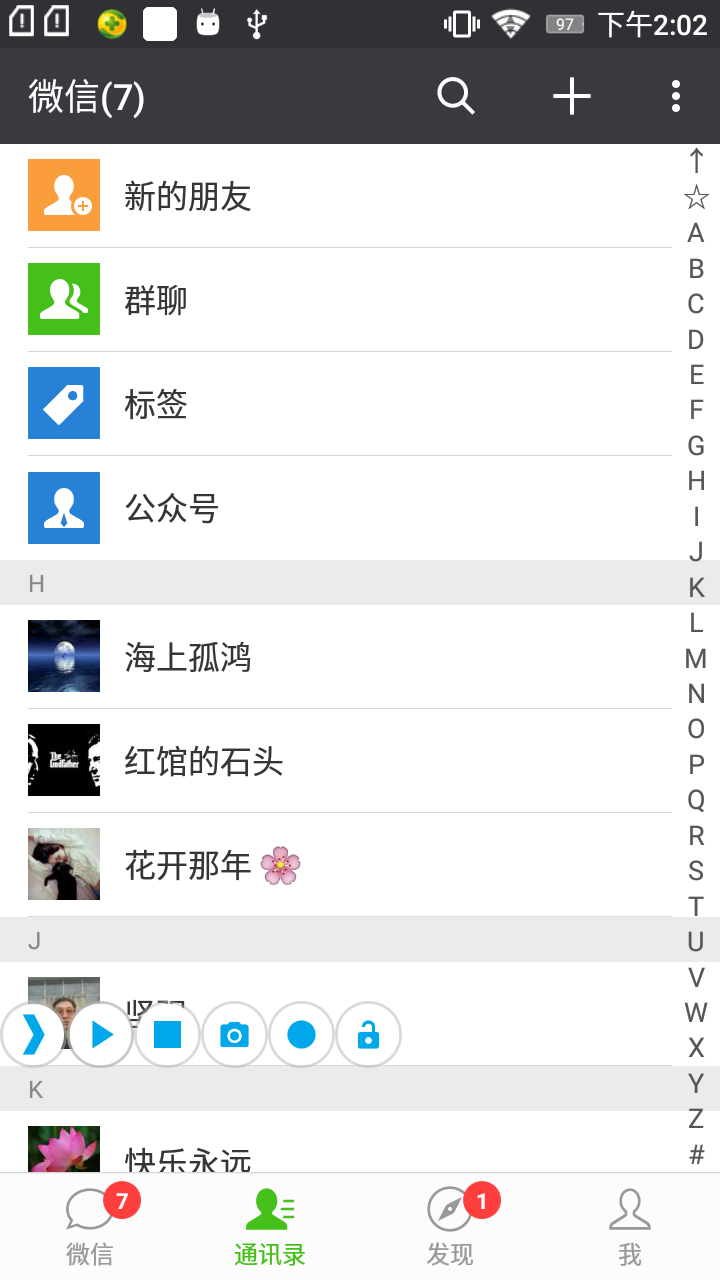 97 下午2:02
微信(7)
新的朋友
群聊
标签
公众号
H
海上孤鸿
The Godfather
红馆的石头
花开那年🌸
J
K
快乐永远
↑
☆
A
B
C
D
E
F
G
H
I
J
K
L
M
N
O
P
Q
R
S
T
U
V
W
X
Y
Z
#
7
1
微信
通讯录
发现
我